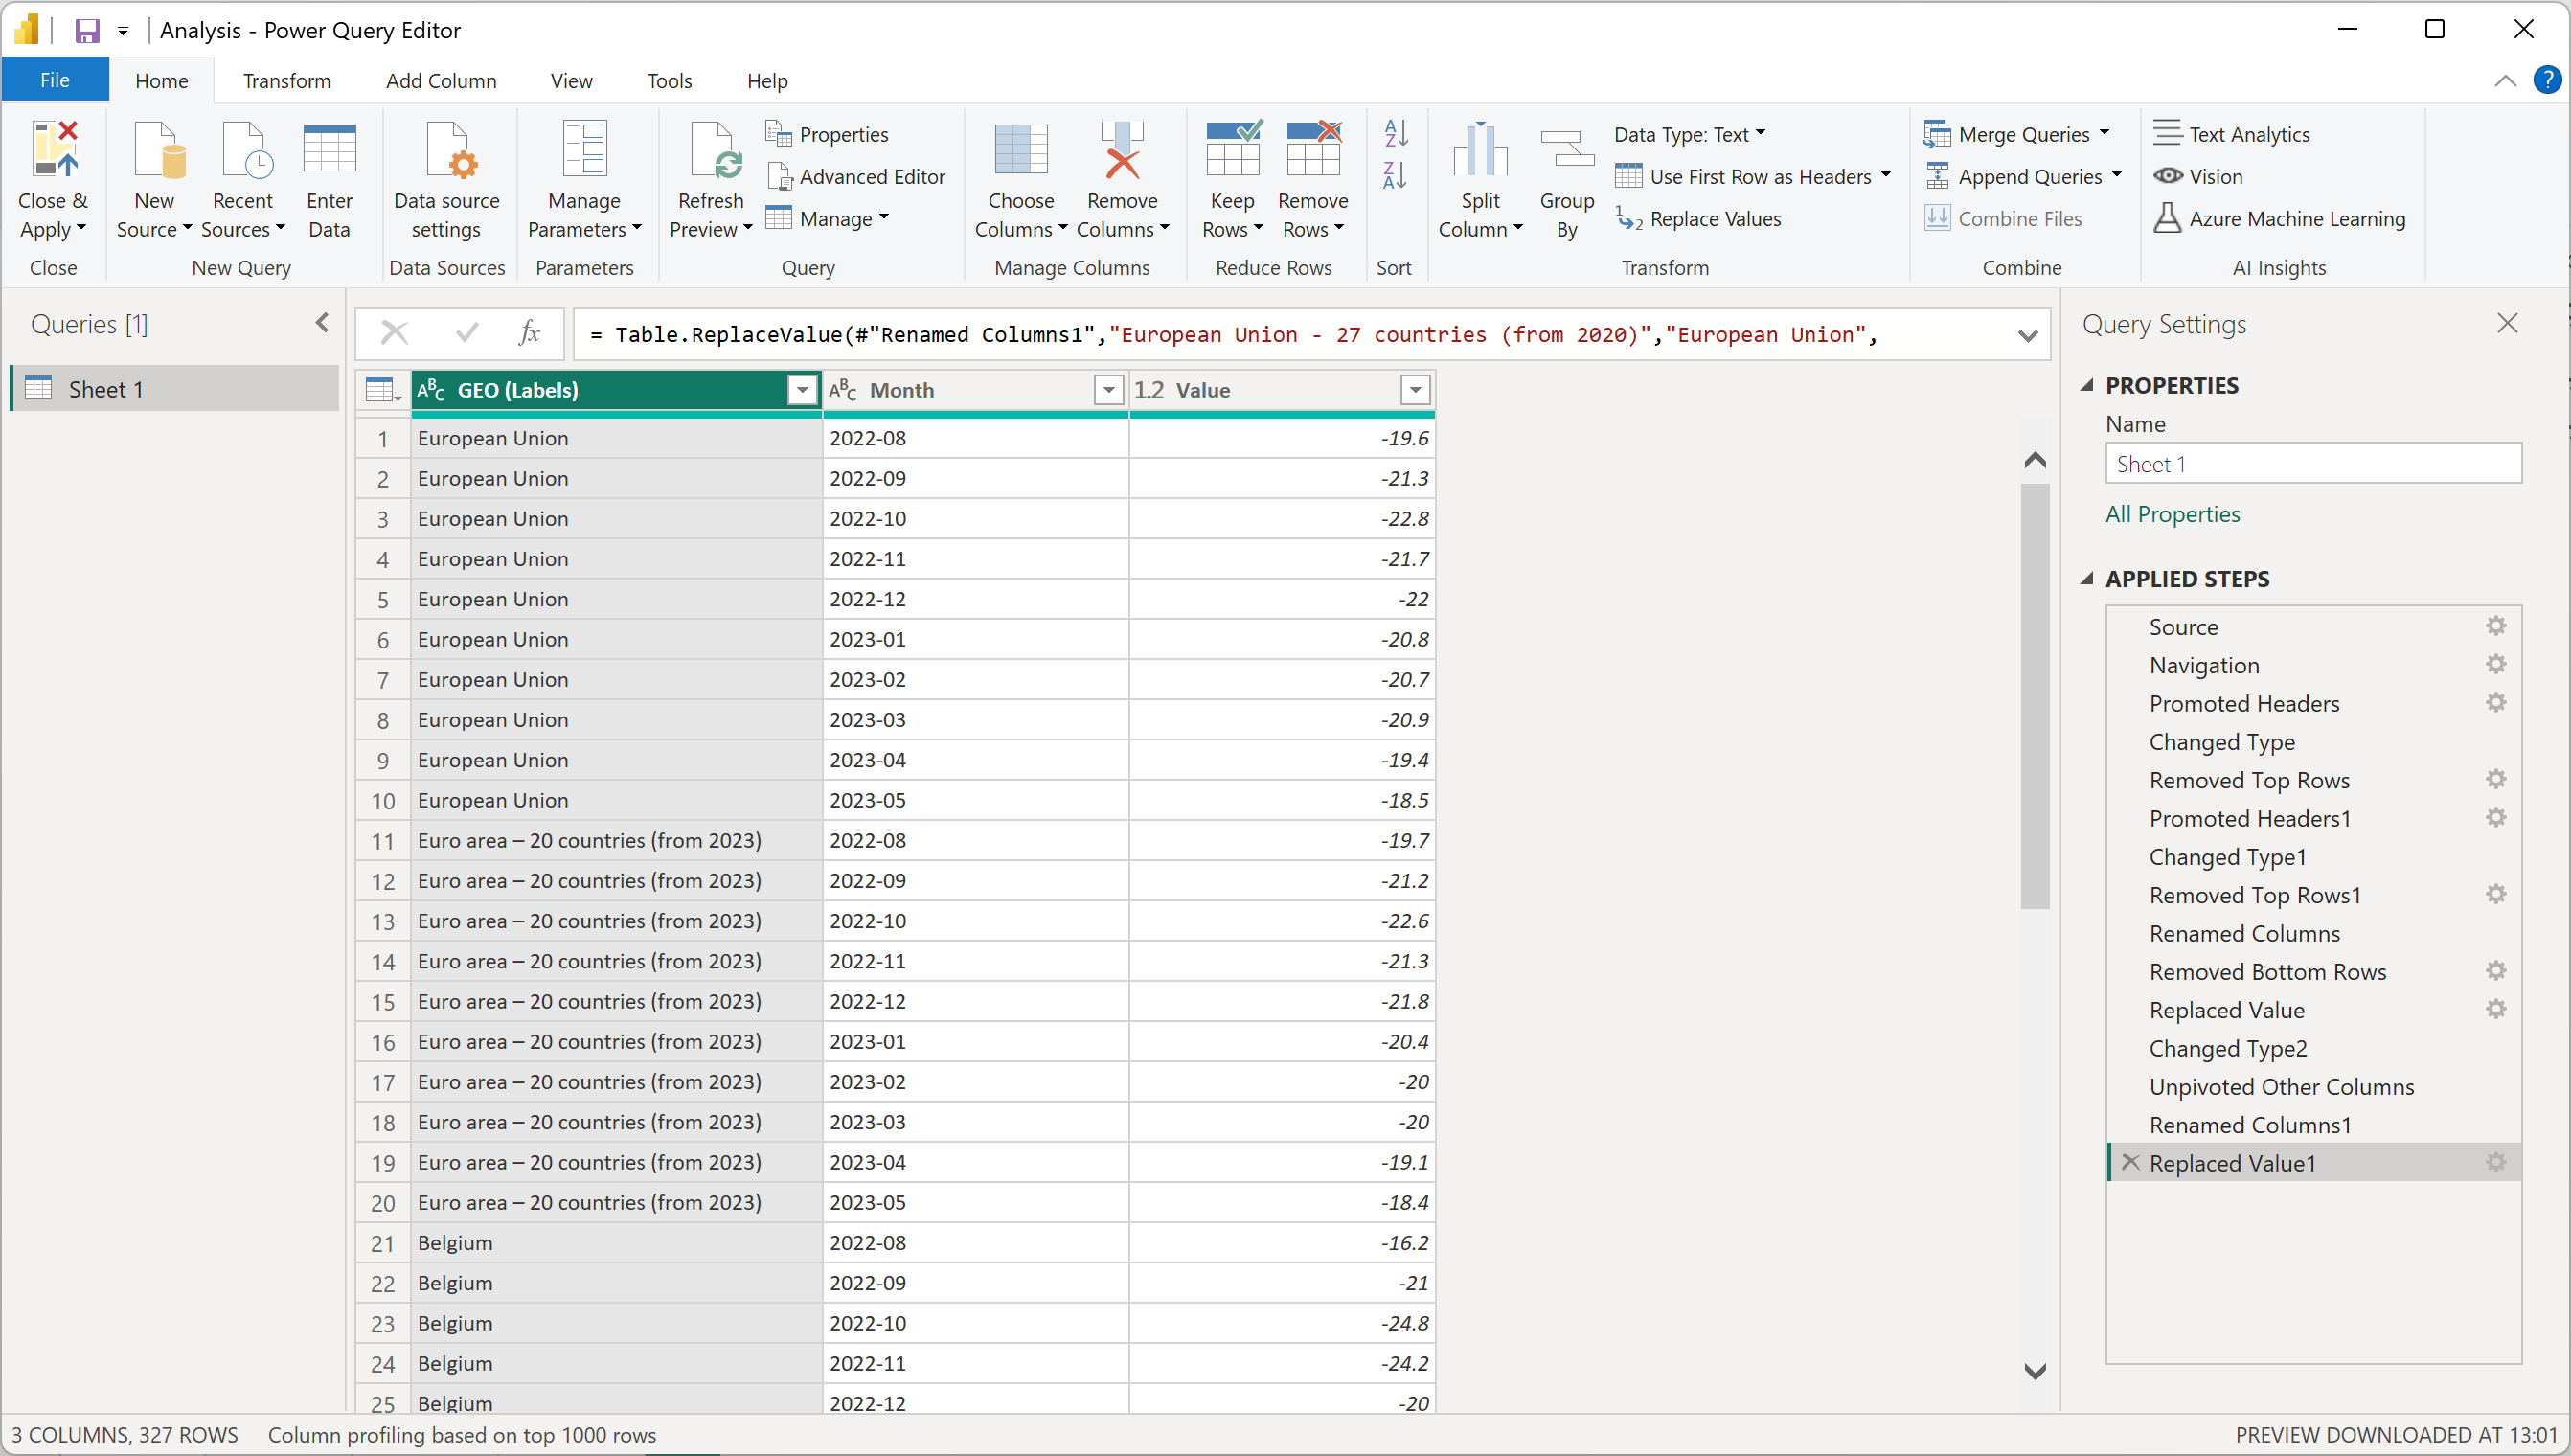 Analysis - Power Query Editor
File Home Transform Add Column View Tools Help
?
Close & Apply
New Source
Recent Sources
Enter Data
Data source settings
Manage Parameters
Refresh Preview
Properties
Advanced Editor
Manage
Choose Columns
Remove Columns
Keep Rows
Remove Rows
A
Z
Z
A
Split Column
Group By
Data Type: Text
Use First Row as Headers
1 2 Replace Values
Merge Queries
Append Queries
Combine Files
Text Analytics
Vision
Azure Machine Learning
Close New Query Data Sources Parameters Query Manage Columns Reduce Rows Sort Transform Combine AI Insights
Queries [1]
Sheet 1
fx = Table.ReplaceValue(#"Renamed Columns1","European Union - 27 countries (from 2020)","European Union",
ABC GEO (Labels) ABC Month 1.2 Value
1 European Union 2022-08 -19.6
2 European Union 2022-09 -21.3
3 European Union 2022-10 -22.8
4 European Union 2022-11 -21.7
5 European Union 2022-12 -22
6 European Union 2023-01 -20.8
7 European Union 2023-02 -20.7
8 European Union 2023-03 -20.9
9 European Union 2023-04 -19.4
10 European Union 2023-05 -18.5
11 Euro area – 20 countries (from 2023) 2022-08 -19.7
12 Euro area – 20 countries (from 2023) 2022-09 -21.2
13 Euro area – 20 countries (from 2023) 2022-10 -22.6
14 Euro area – 20 countries (from 2023) 2022-11 -21.3
15 Euro area – 20 countries (from 2023) 2022-12 -21.8
16 Euro area – 20 countries (from 2023) 2023-01 -20.4
17 Euro area – 20 countries (from 2023) 2023-02 -20
18 Euro area – 20 countries (from 2023) 2023-03 -20
19 Euro area – 20 countries (from 2023) 2023-04 -19.1
20 Euro area – 20 countries (from 2023) 2023-05 -18.4
21 Belgium 2022-08 -16.2
22 Belgium 2022-09 -21
23 Belgium 2022-10 -24.8
24 Belgium 2022-11 -24.2
25 Belgium 2022-12 -20
Query Settings
PROPERTIES
Name
Sheet 1
All Properties
APPLIED STEPS
Source
Navigation
Promoted Headers
Changed Type
Removed Top Rows
Promoted Headers1
Changed Type1
Removed Top Rows1
Renamed Columns
Removed Bottom Rows
Replaced Value
Changed Type2
Unpivoted Other Columns
Renamed Columns1
Replaced Value1
3 COLUMNS, 327 ROWS Column profiling based on top 1000 rows PREVIEW DOWNLOADED AT 13:01